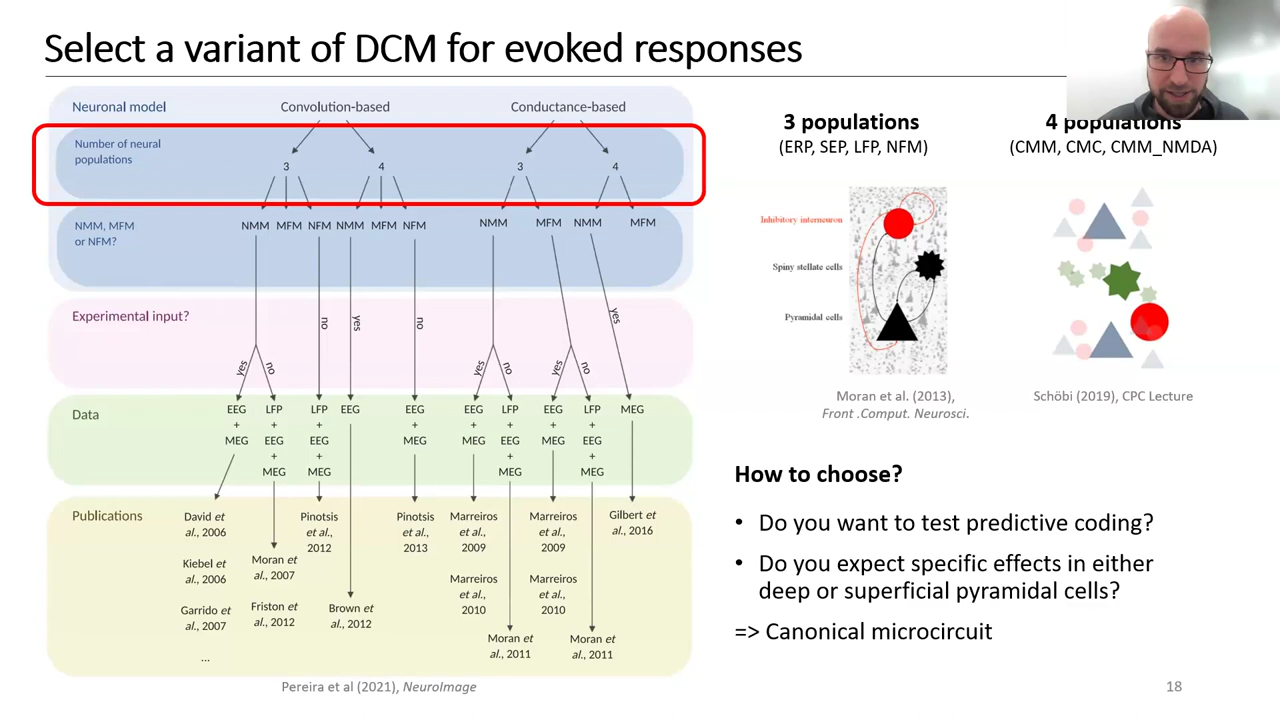 Select a variant of DCM for evoked responses
Neuronal model
Convolution-based
Conductance-based
Number of neural
populations
3
4
3
4
NMM, MFM
or NFM?
NMM MFM NFM NMM MFM NFM
NMM MFM NMM MFM
Experimental input?
yes
no
no
yes
no
yes
no
yes
no
yes
Data
EEG
+
MEG
LFP
+
EEG
+
MEG
LFP
+
EEG
+
MEG
EEG
EEG
+
MEG
EEG
+
MEG
LFP
+
EEG
+
MEG
EEG
+
MEG
LFP
+
EEG
+
MEG
MEG
Publications
David et
al., 2006
Kiebel et
al., 2006
Garrido et
al., 2007
...
Moran et
al., 2007
Friston et
al., 2012
Pinotsis
et al.,
2012
Brown et
al., 2012
Pinotsis
et al.,
2013
Marreiros
et al.,
2009
Marreiros
et al.,
2010
Moran et
al., 2011
Marreiros
et al.,
2009
Marreiros
et al.,
2010
Moran et
al., 2011
Gilbert et
al., 2016
Pereira et al (2021), NeuroImage
3 populations
(ERP, SEP, LFP, NFM)
Inhibitory interneuron
Spiny stellate cells
Pyramidal cells
Moran et al. (2013),
Front .Comput. Neurosci.
4 populations
(CMM, CMC, CMM_NMDA)
Schöbi (2019), CPC Lecture
How to choose?
• Do you want to test predictive coding?
• Do you expect specific effects in either
deep or superficial pyramidal cells?
=> Canonical microcircuit
18